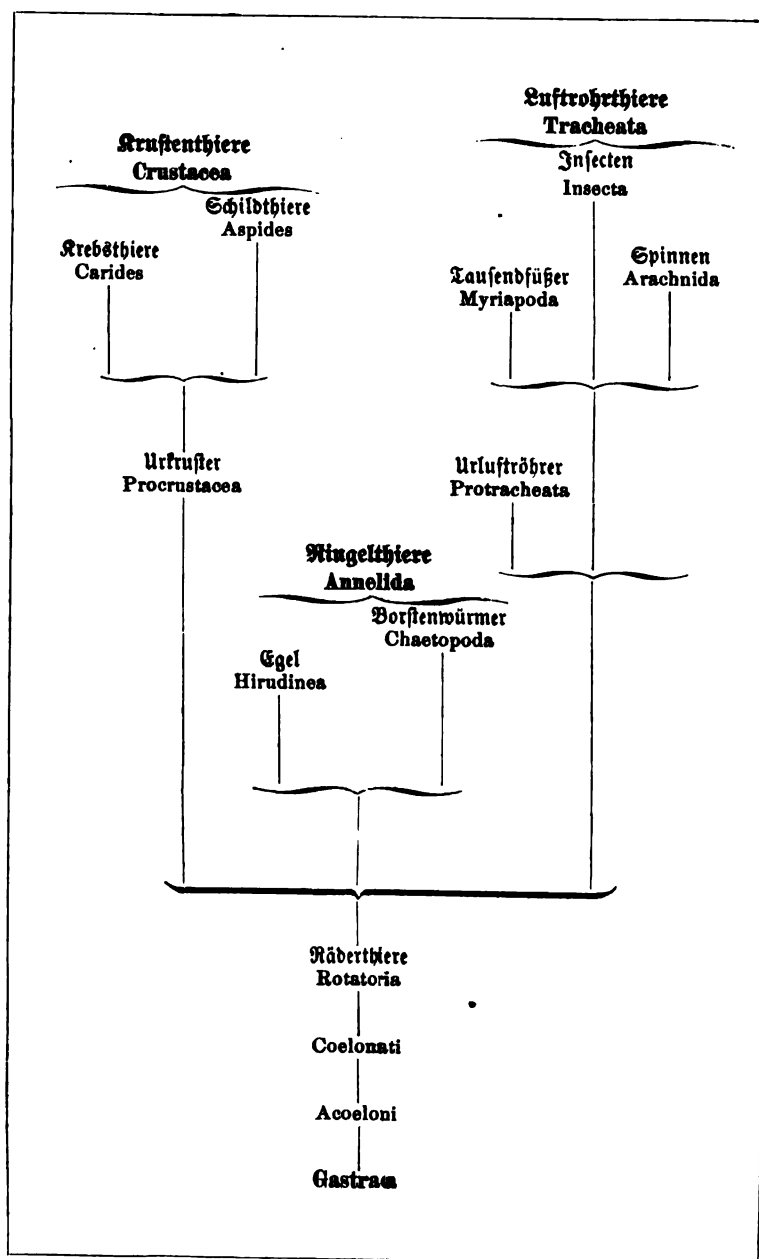 Luftrohrthiere
Tracheata
Krustenthiere
Crustacea
Insecten
Insecta
Schildthiere
Aspides
Krebsthiere
Carides
Tausendfüßer
Myriapoda
Spinnen
Arachnida
Urkruster
Procrustacea
Urluftröhrer
Protracheata
Ringelthiere
Annelida
Borstenwürmer
Chaetopoda
Egel
Hirudinea
Räderthiere
Rotatoria
Coelonati
Acoeloni
Gastraea